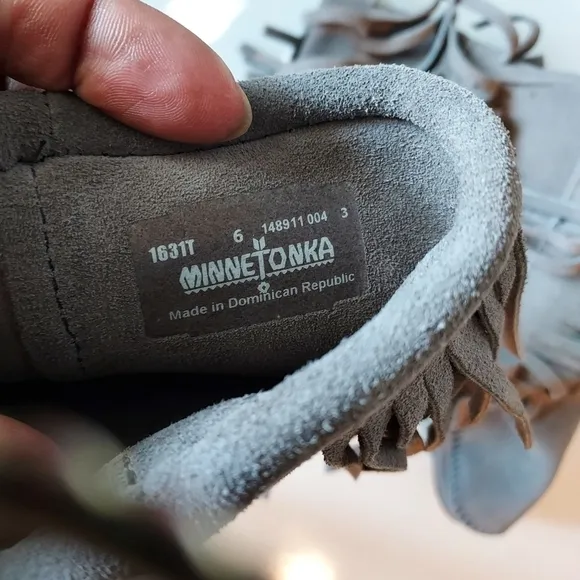 1631T 6 148911 004 3
MINNETONKA
Made in Dominican Republic